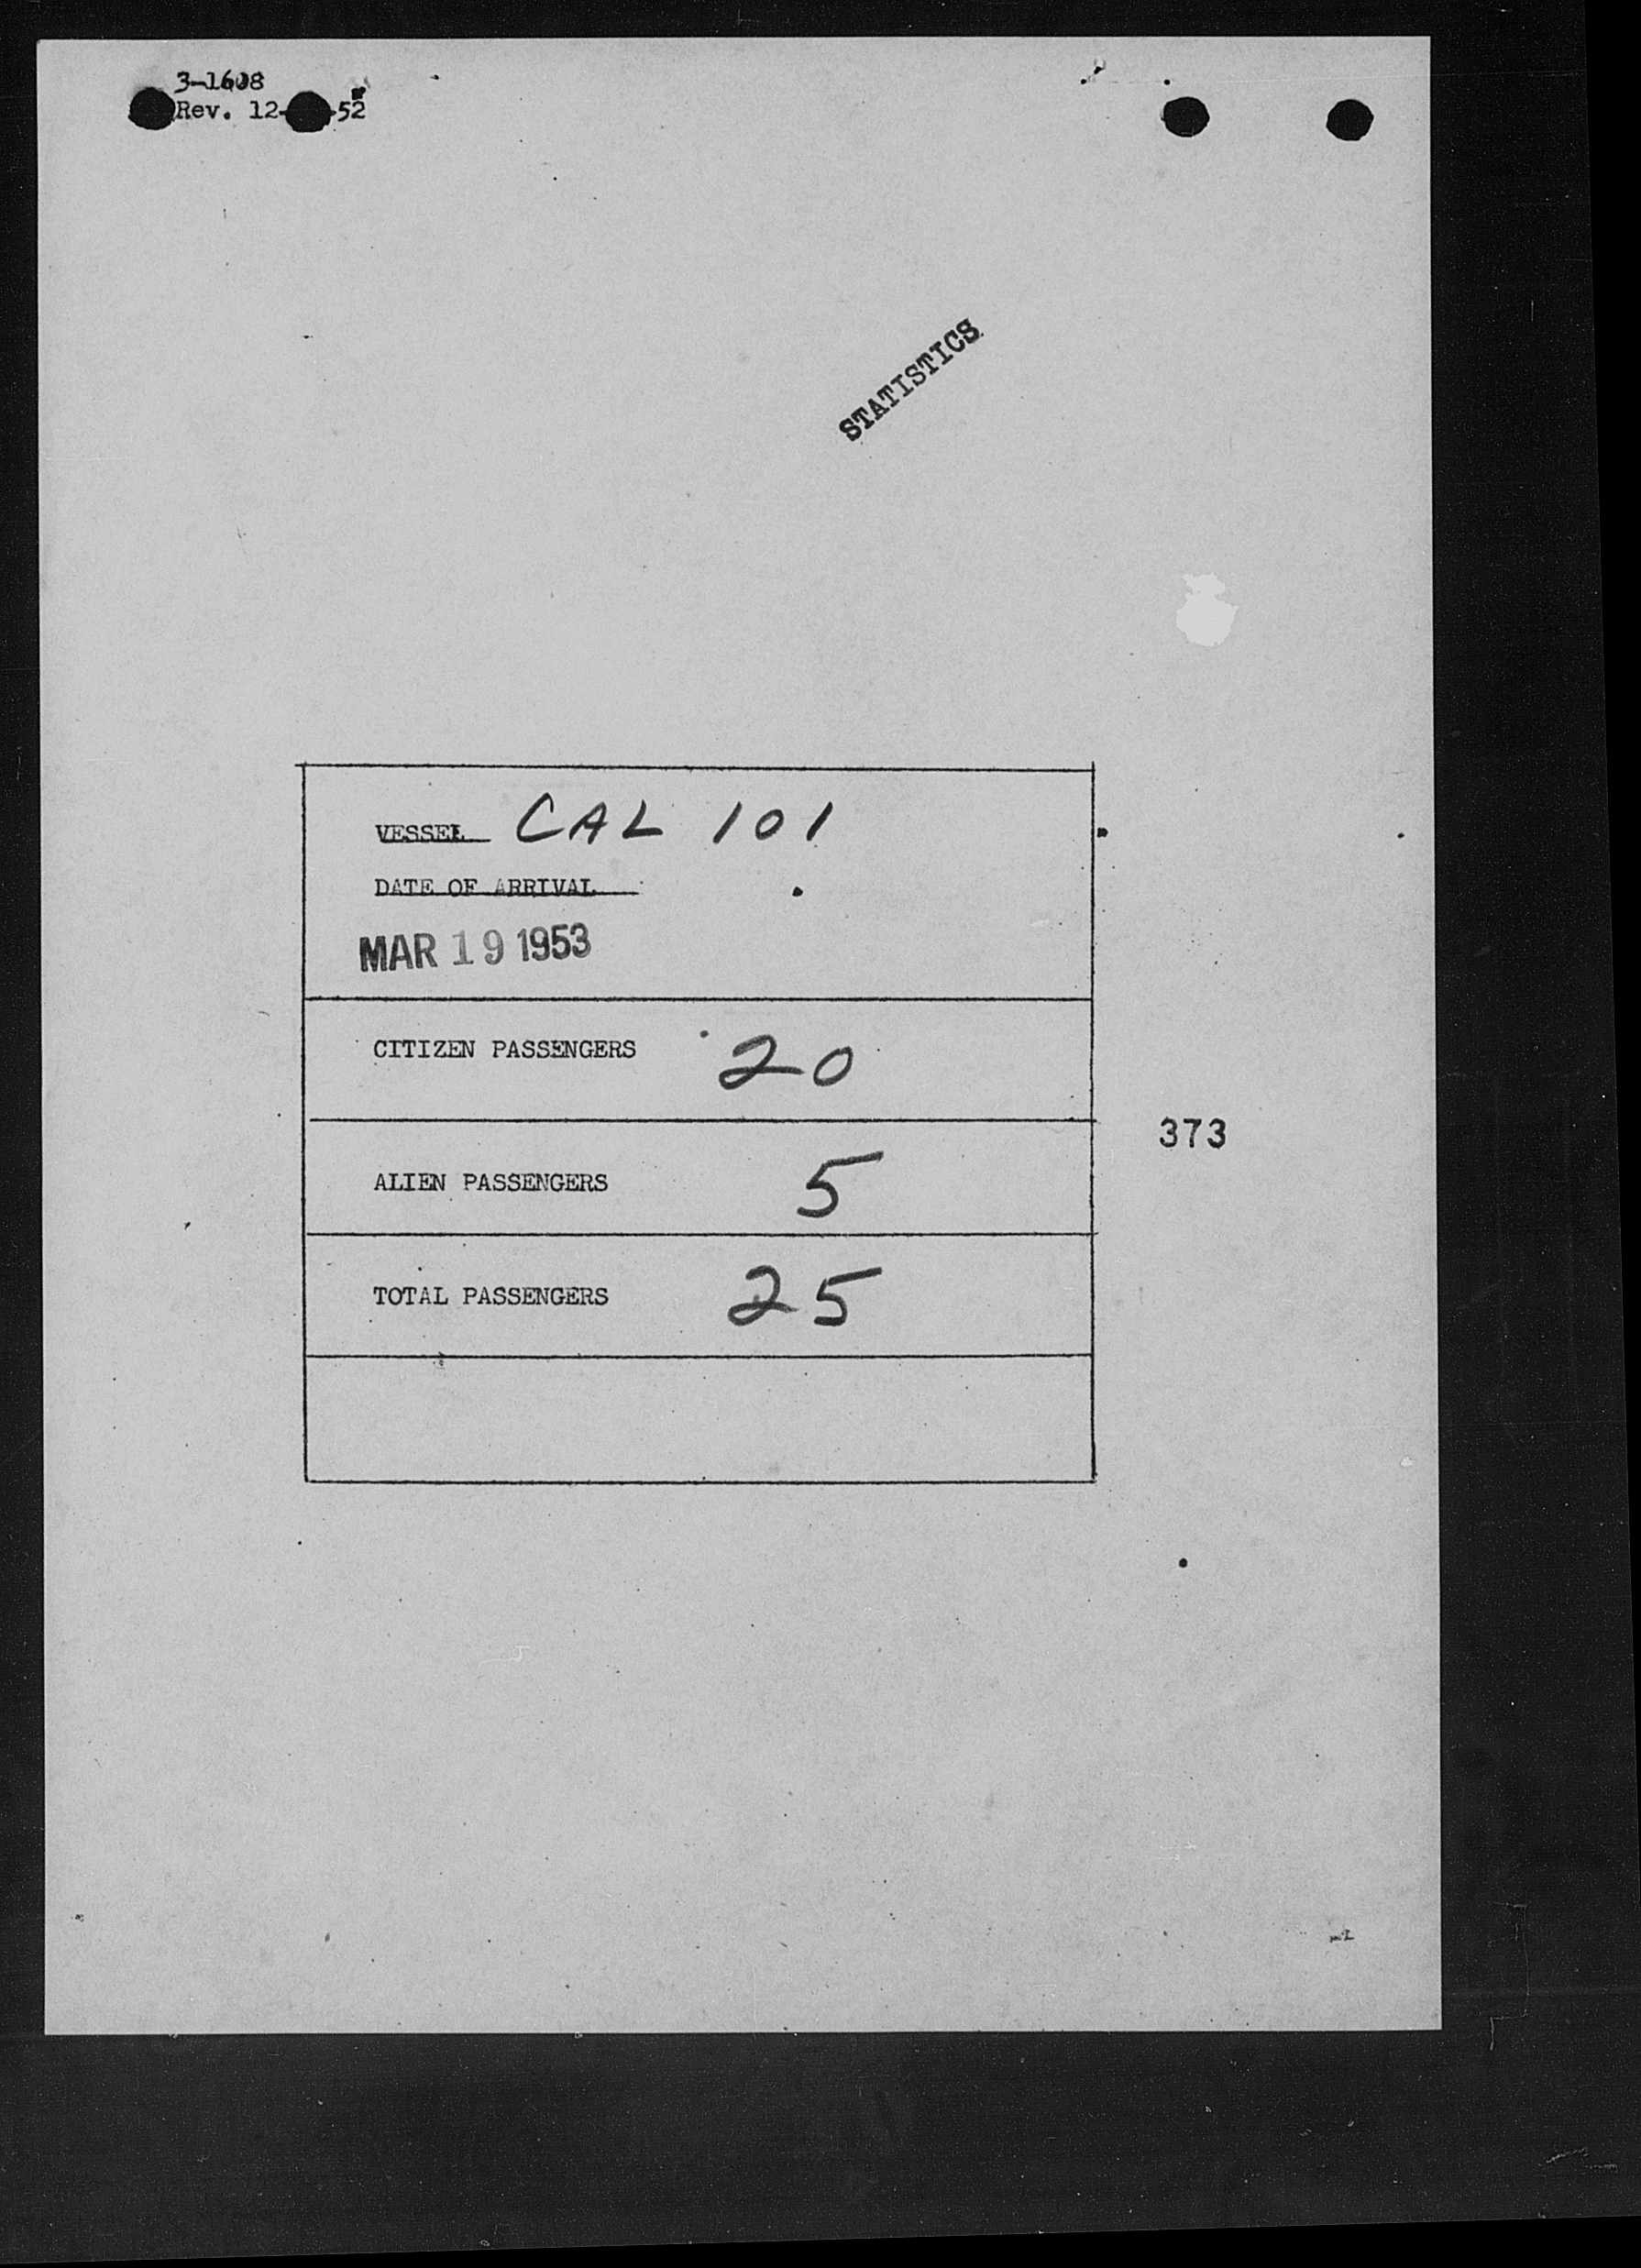 3-1608
Rev. 12- -52
STATISTICS
VESSEL CAL 101
DATE OF ARRIVAL
MAR 19 1953
CITIZEN PASSENGERS 20
373
ALIEN PASSENGERS 5
TOTAL PASSENGERS 25